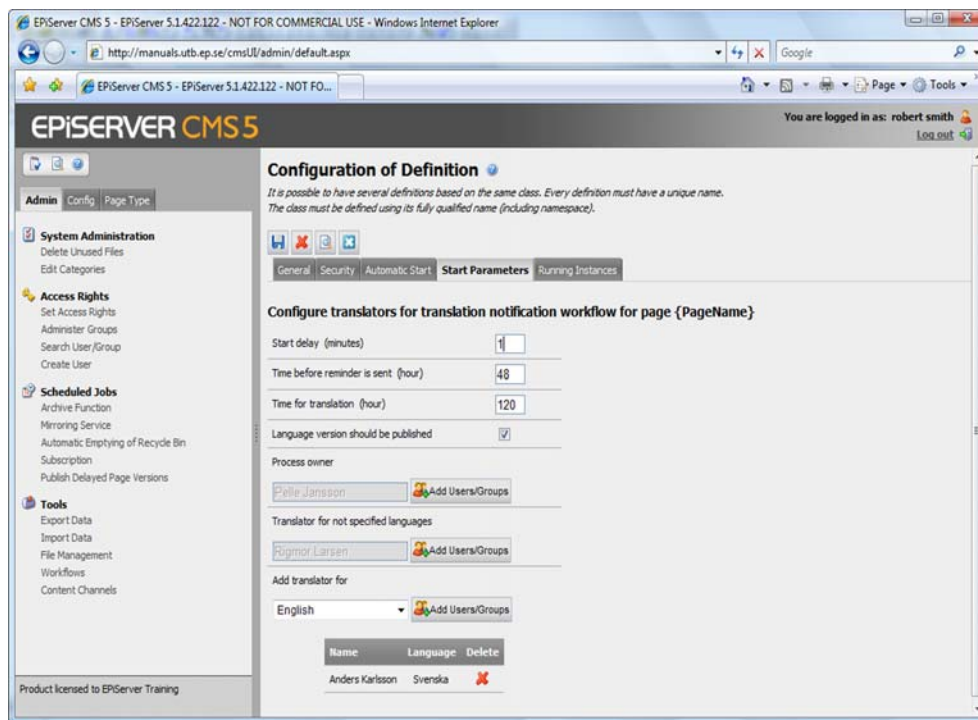 EPiServer CMS 5 - EPiServer 5.1.422.122 - NOT FOR COMMERCIAL USE - Windows Internet Explorer
http://manuals.utb.ep.se/cmsUI/admin/default.aspx
Google
EPiServer CMS 5 - EPiServer 5.1.422.122 - NOT FO...
Page
Tools
EPiSERVER CMS 5
You are logged in as: robert smith
Log out
Admin Config Page Type
System Administration
Delete Unused Files
Edit Categories
Access Rights
Set Access Rights
Administer Groups
Search User/Group
Create User
Scheduled Jobs
Archive Function
Mirroring Service
Automatic Emptying of Recycle Bin
Subscription
Publish Delayed Page Versions
Tools
Export Data
Import Data
File Management
Workflows
Content Channels
Product licensed to EPiServer Training
Configuration of Definition
It is possible to have several definitions based on the same class. Every definition must have a unique name.
The class must be defined using its fully qualified name (including namespace).
General Security Automatic Start Start Parameters Running Instances
Configure translators for translation notification workflow for page {PageName}
Start delay (minutes) 1
Time before reminder is sent (hour) 48
Time for translation (hour) 120
Language version should be published
Process owner
Pelle Jansson Add Users/Groups
Translator for not specified languages
Rigmor Larsen Add Users/Groups
Add translator for
English Add Users/Groups
Name Language Delete
Anders Karlsson Svenska